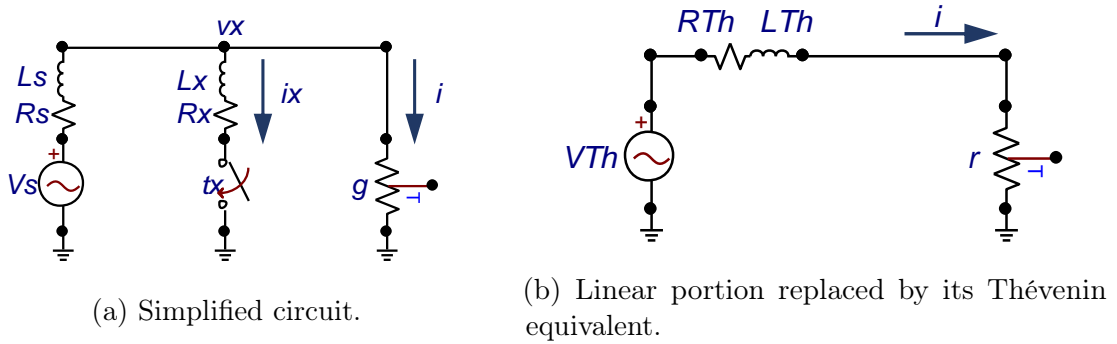 vx
Ls
Rs
Vs
+
Lx
Rx
tx
ix
i
g
T
(a) Simplified circuit.
RTh
LTh
i
+
VTh
r
T
(b) Linear portion replaced by its Thévenin
equivalent.